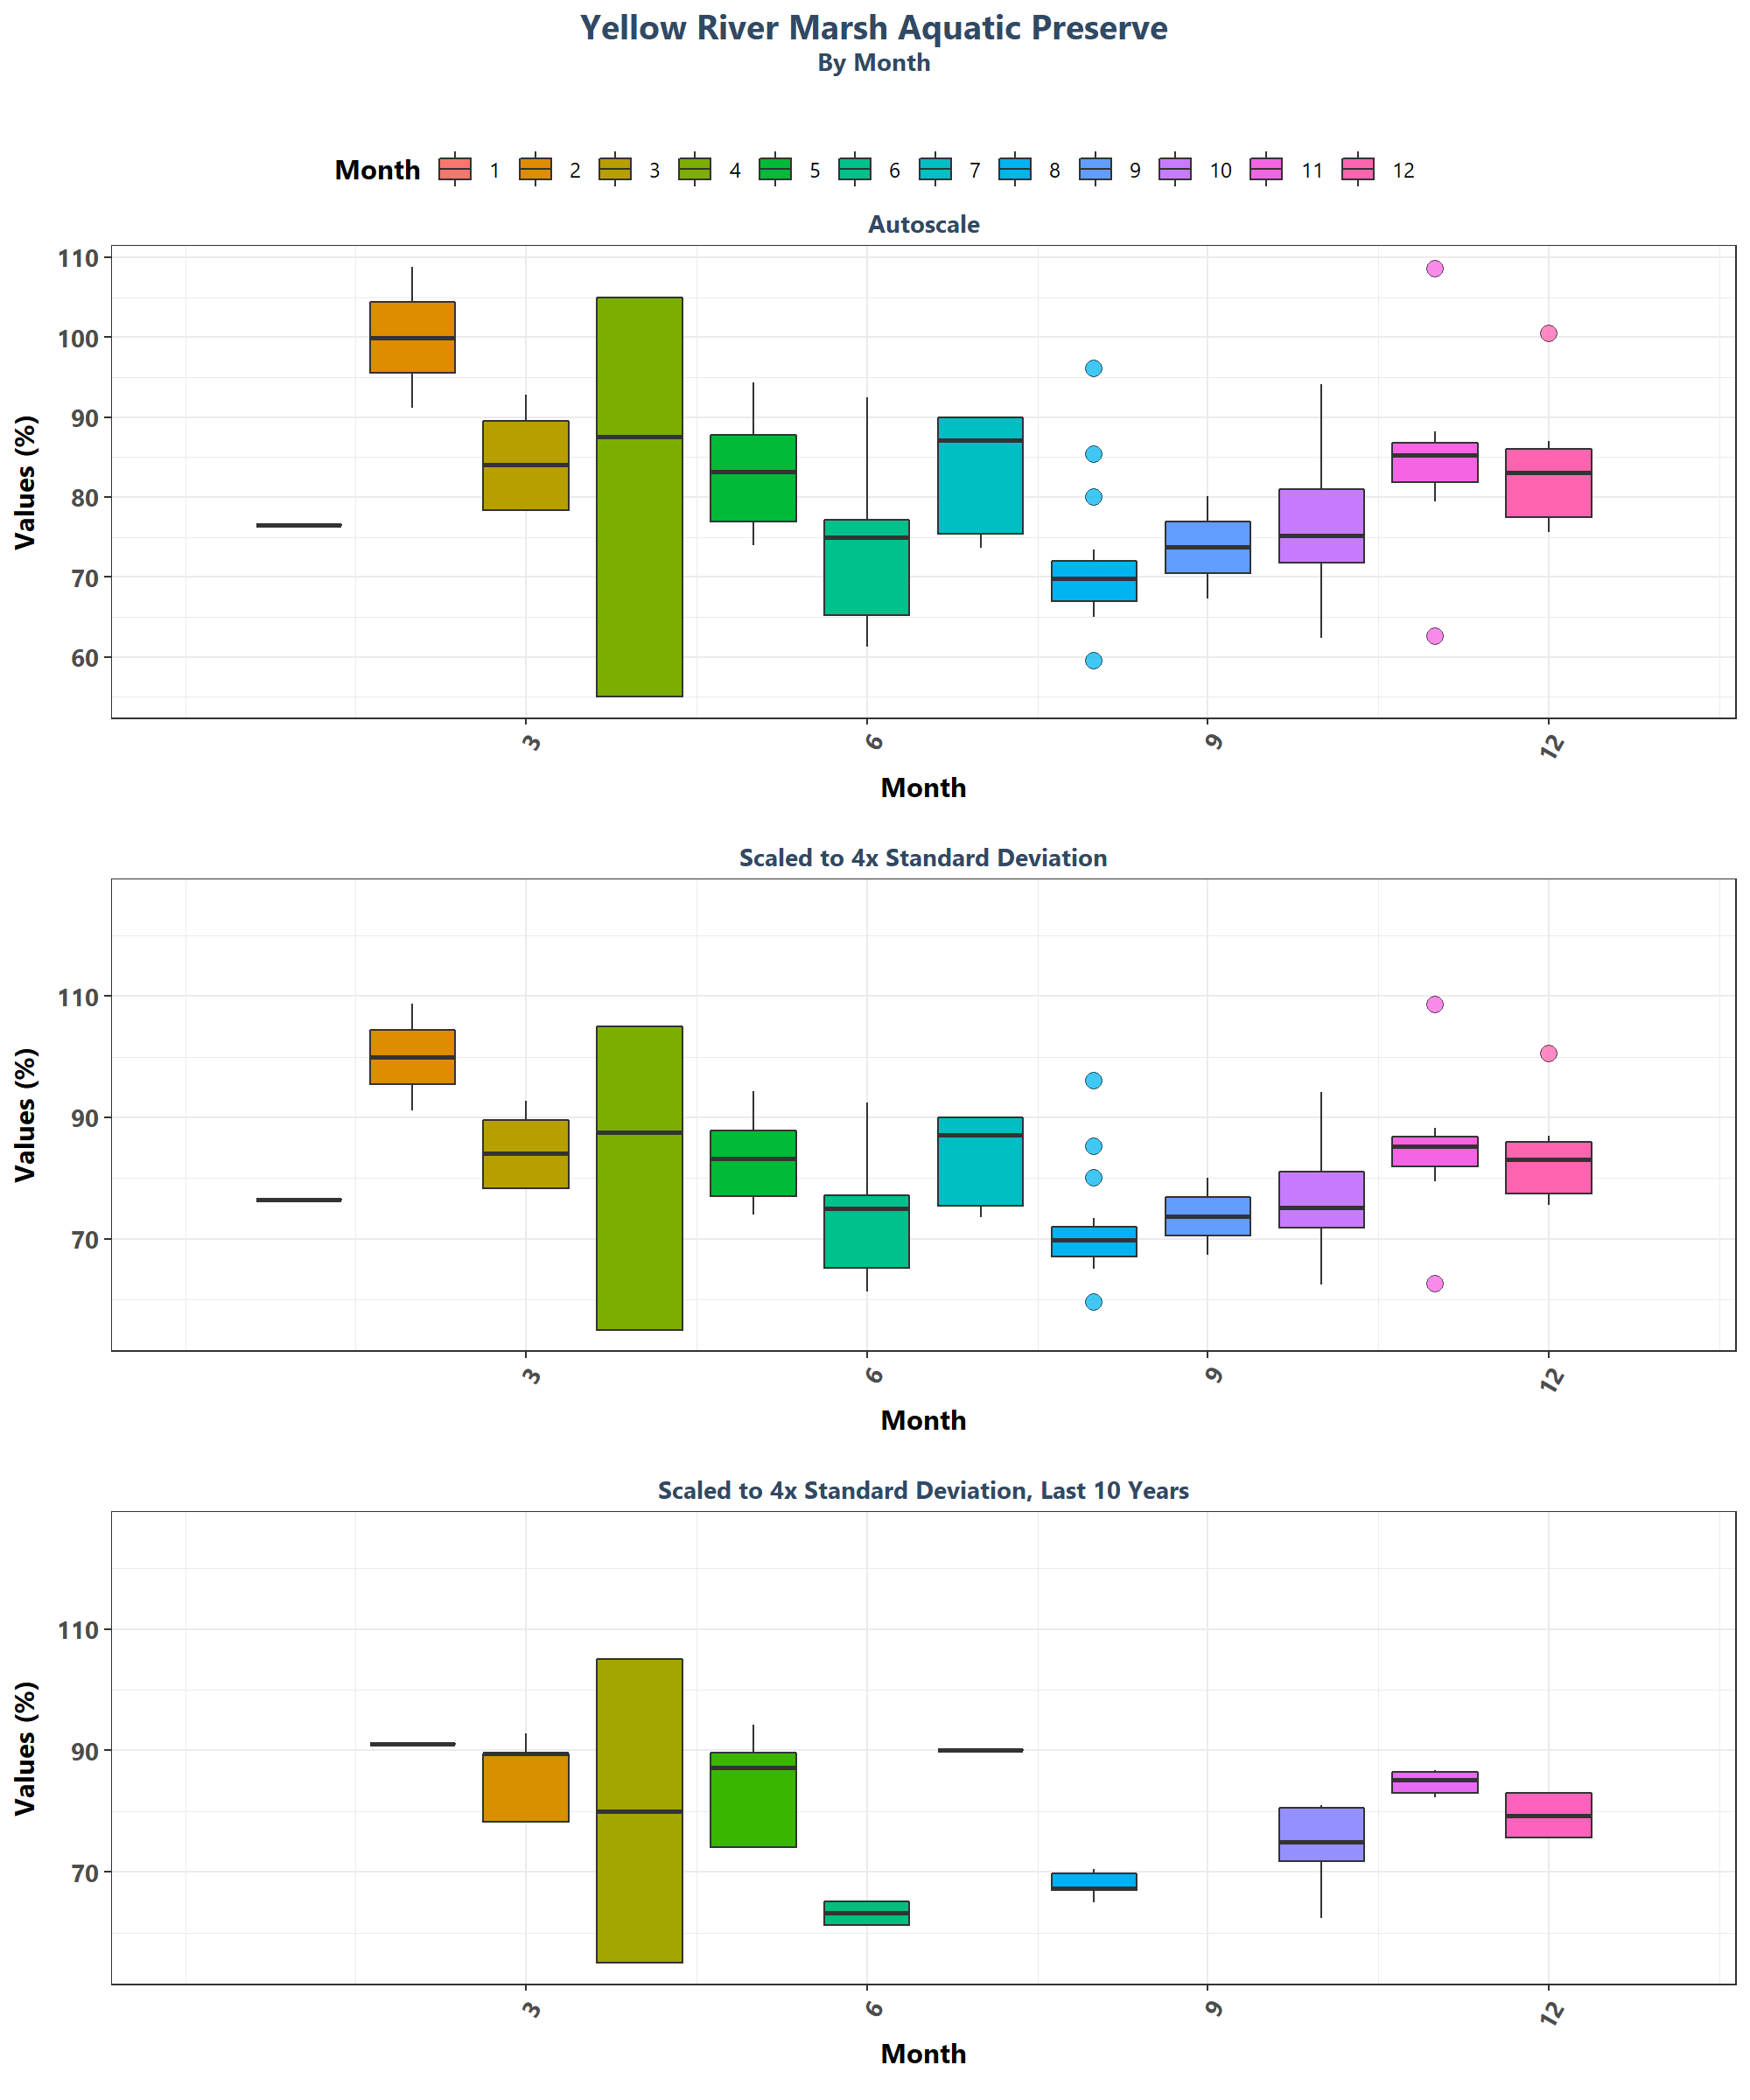 Yellow River Marsh Aquatic Preserve
By Month
Month 1 2 3 4 5 6 7 8 9 10 11 12
Autoscale
Values (%)
110
100
90
80
70
60
3 6 9 12
Month
Scaled to 4x Standard Deviation
Values (%)
110
90
70
3 6 9 12
Month
Scaled to 4x Standard Deviation, Last 10 Years
Values (%)
110
90
70
3 6 9 12
Month